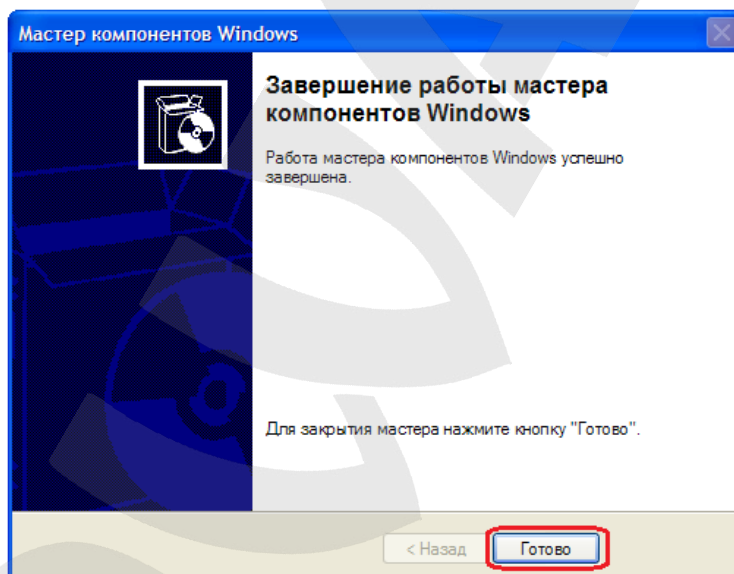 Мастер компонентов Windows
Завершение работы мастера
компонентов Windows
Работа мастера компонентов Windows успешно
завершена.
Для закрытия мастера нажмите кнопку "Готово".
< Назад
Готово